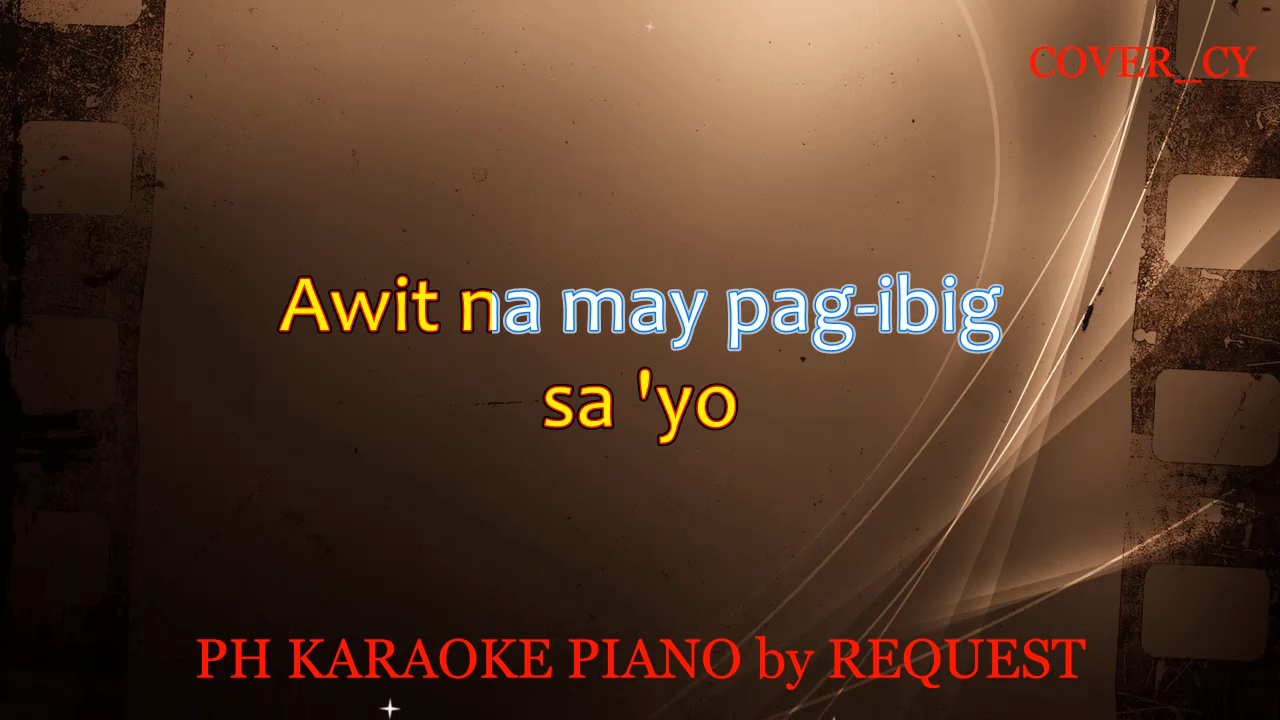 COVER_CY
Awit na may pag-ibig
sa 'yo
PH KARAOKE PIANO by REQUEST